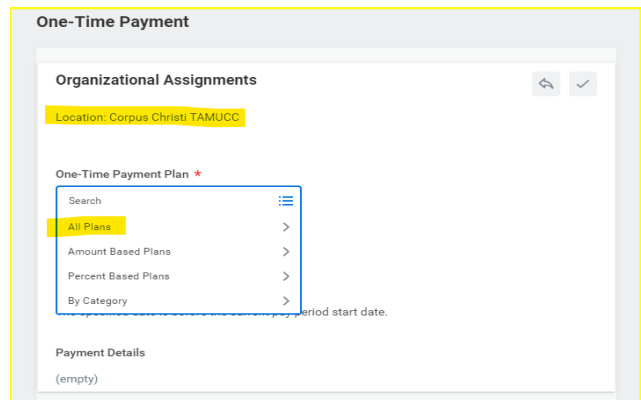 One-Time Payment
Organizational Assignments
Location: Corpus Christi TAMUCC
One-Time Payment Plan *
Search
All Plans
Amount Based Plans
Percent Based Plans
By Category
The specified date is before the current pay period start date.
Payment Details
(empty)